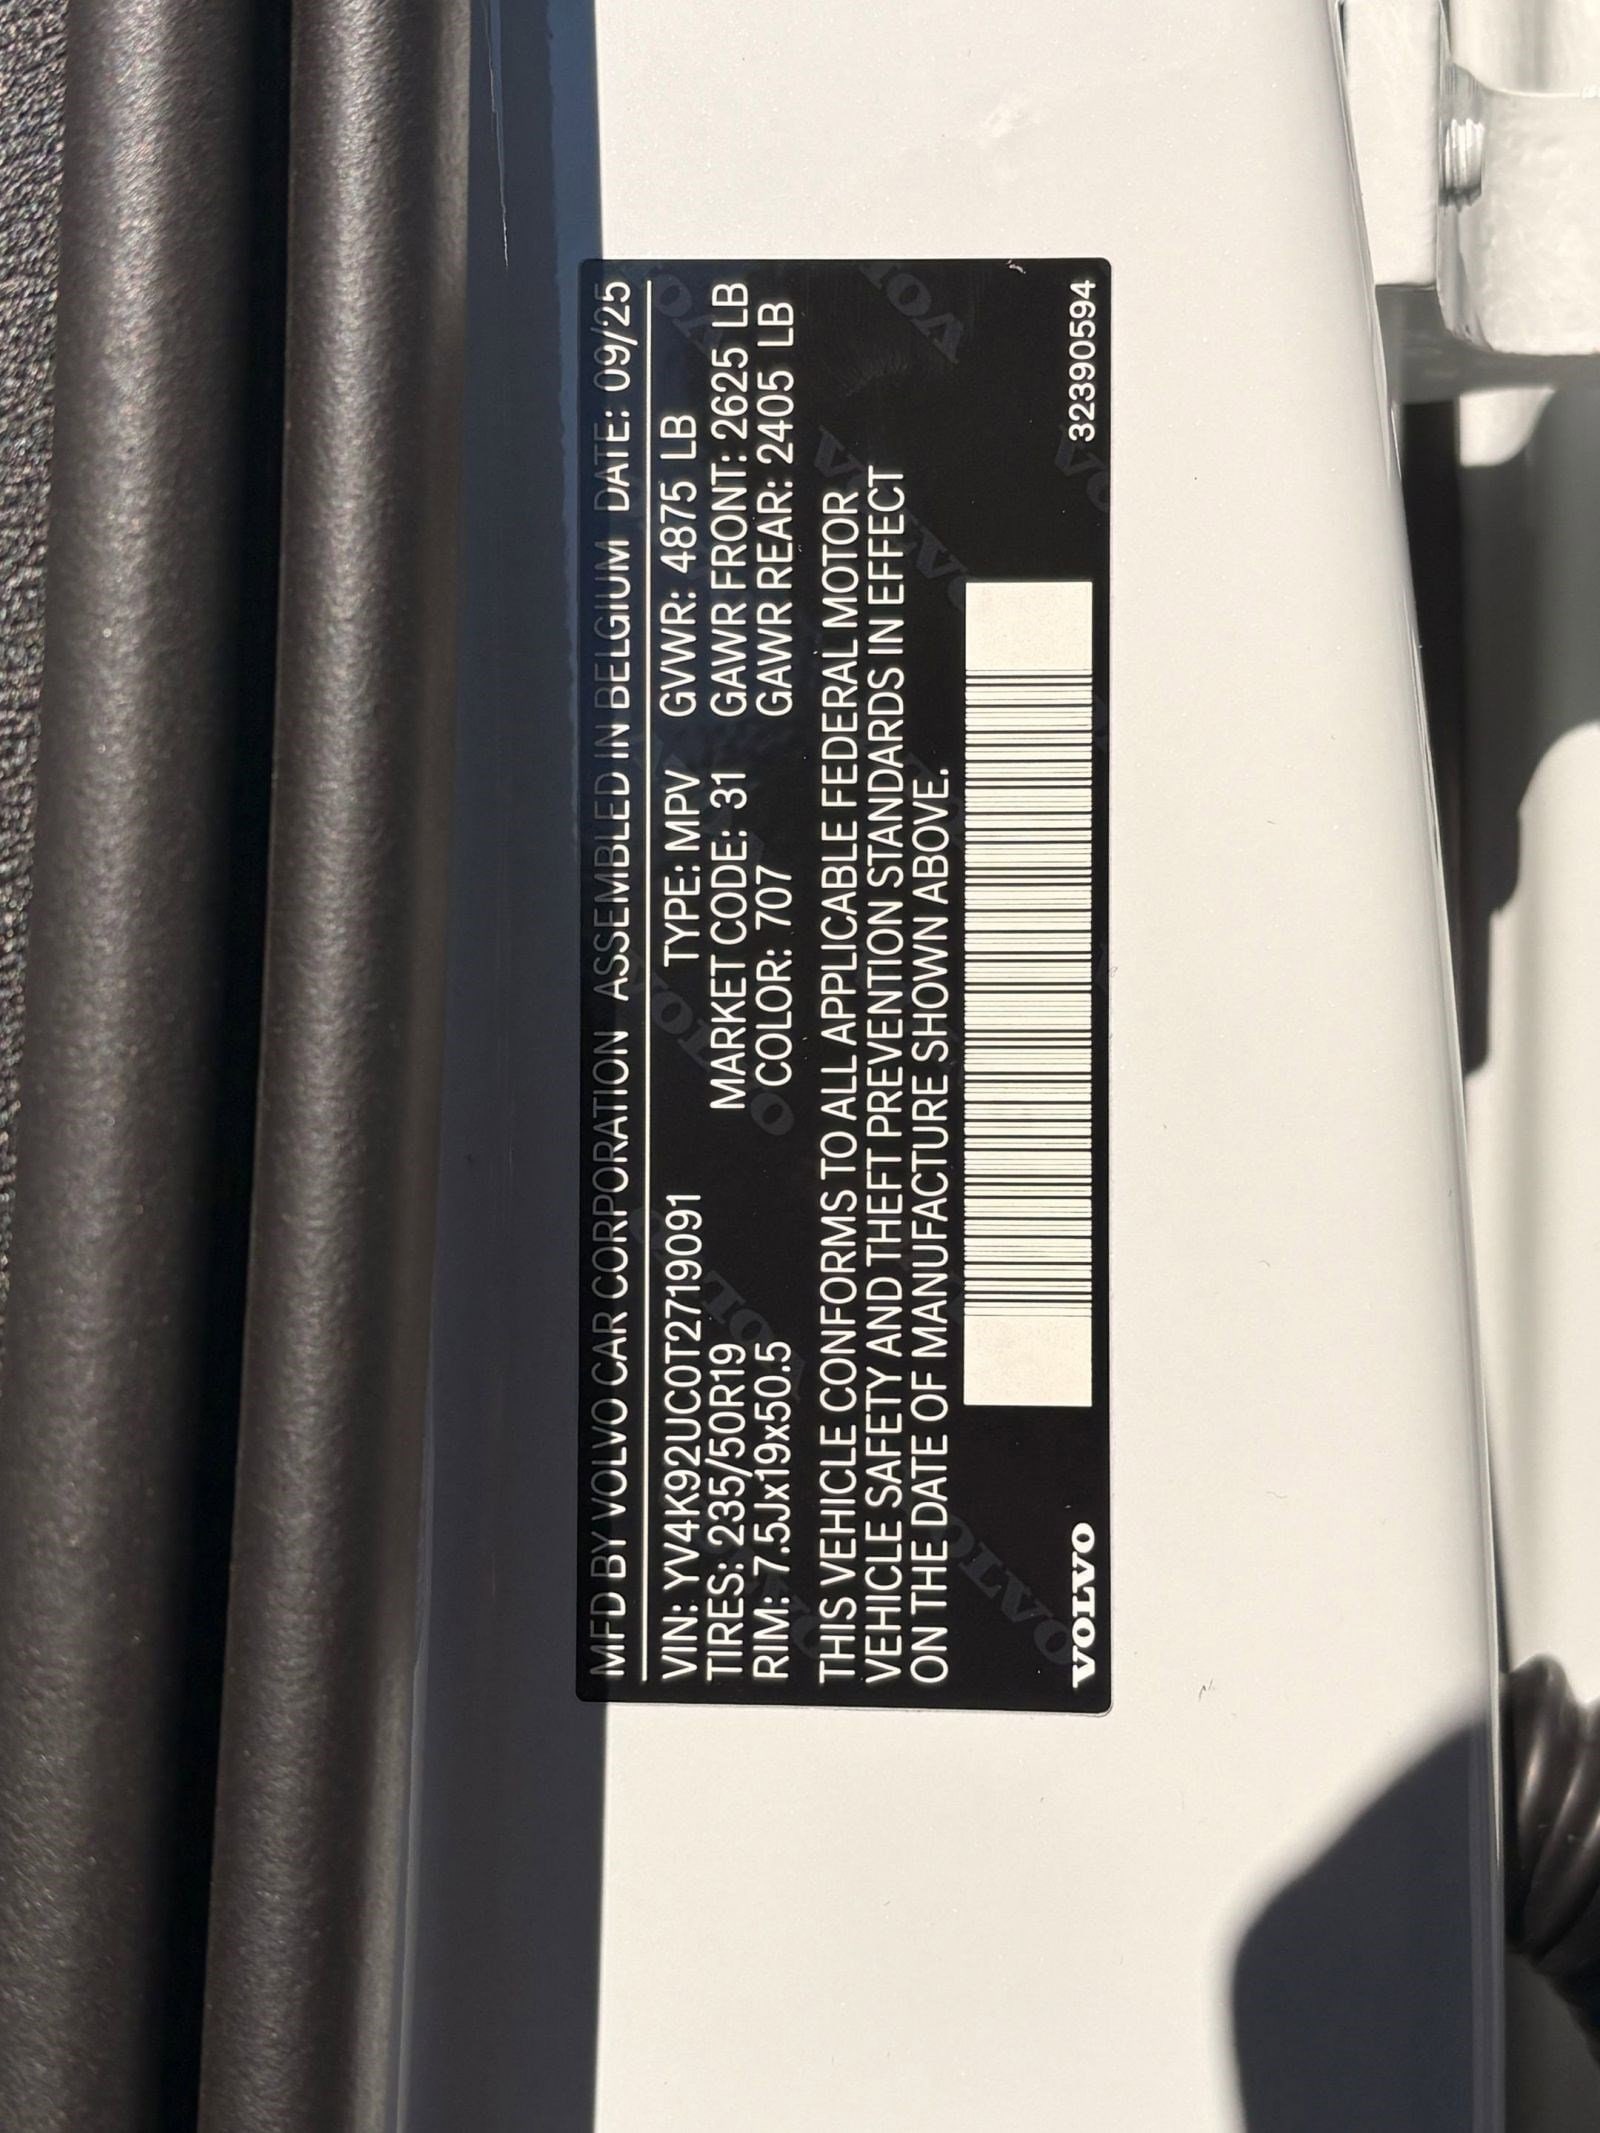 MFD BY VOLVO CAR CORPORATION ASSEMBLED IN BELGIUM DATE: 09/25
VIN: YV4K92UC0T2719091 TYPE: MPV GVWR: 4875 LB
TIRES: 235/50R19 MARKET CODE: 31 GAWR FRONT: 2625 LB
RIM: 7.5Jx19x50.5 COLOR: 707 GAWR REAR: 2405 LB
THIS VEHICLE CONFORMS TO ALL APPLICABLE FEDERAL MOTOR
VEHICLE SAFETY AND THEFT PREVENTION STANDARDS IN EFFECT
ON THE DATE OF MANUFACTURE SHOWN ABOVE.
VOLVO 32390594